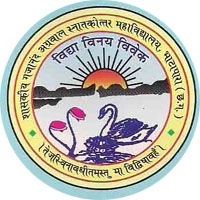 शासकीय गजानंद अग्रवाल स्नातकोत्तर महाविद्यालय, भाटापारा (छ.ग.)
विद्या विनय विवेक
(तेजस्विनावधीतमस्तु, मा विद्विषावहै)